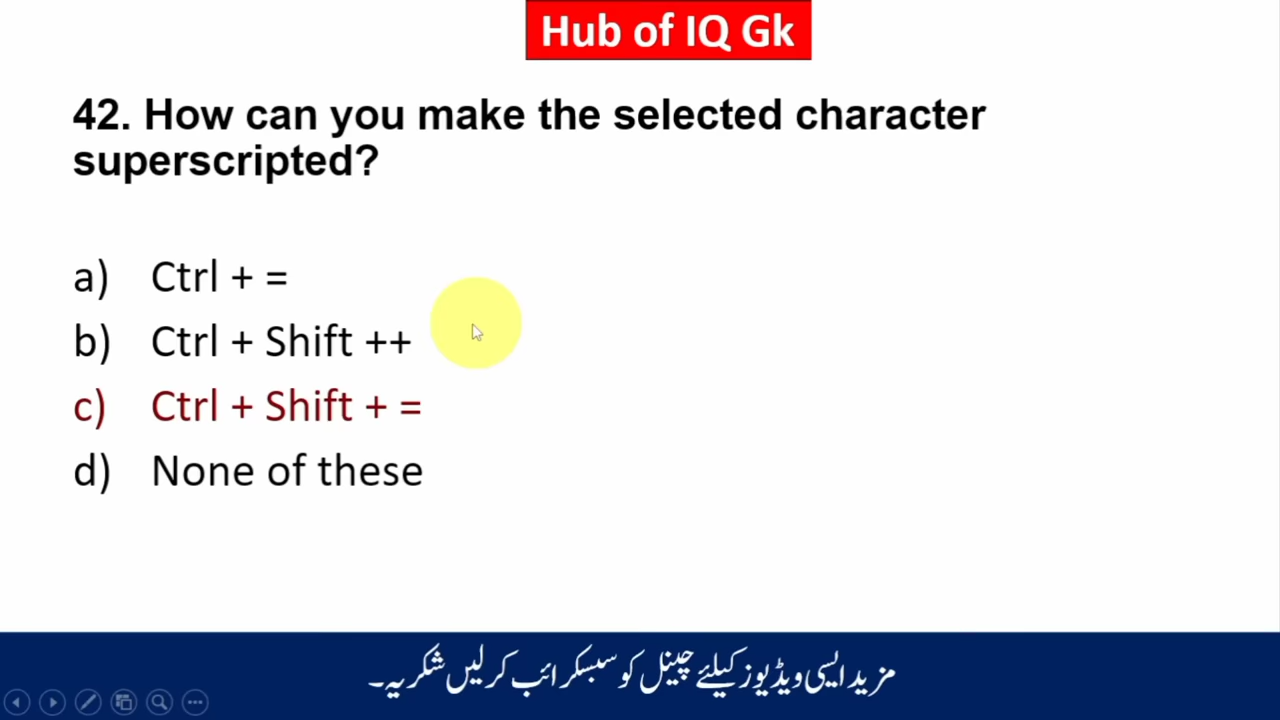 Hub of IQ Gk
42. How can you make the selected character
superscripted?
a) Ctrl + =
b) Ctrl + Shift ++
c) Ctrl + Shift + =
d) None of these
مزید ایسی ویڈیوز کیلئے چینل کو سبسکرائب کر لیں شکریہ۔